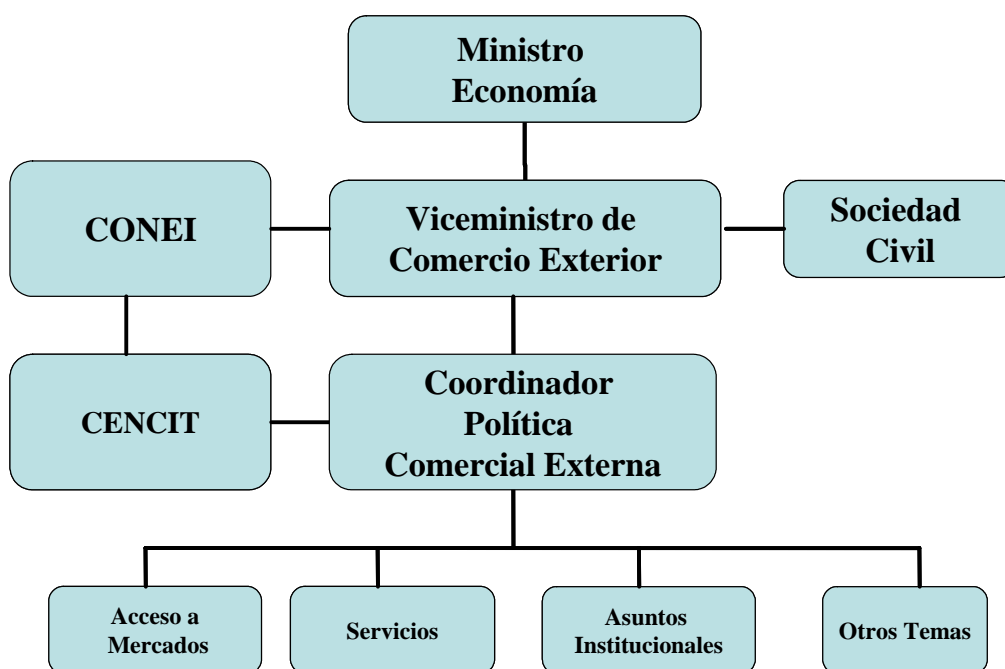 Ministro
Economía
CONEI
Viceministro de
Comercio Exterior
Sociedad
Civil
CENCIT
Coordinador
Política
Comercial Externa
Acceso a
Mercados
Servicios
Asuntos
Institucionales
Otros Temas